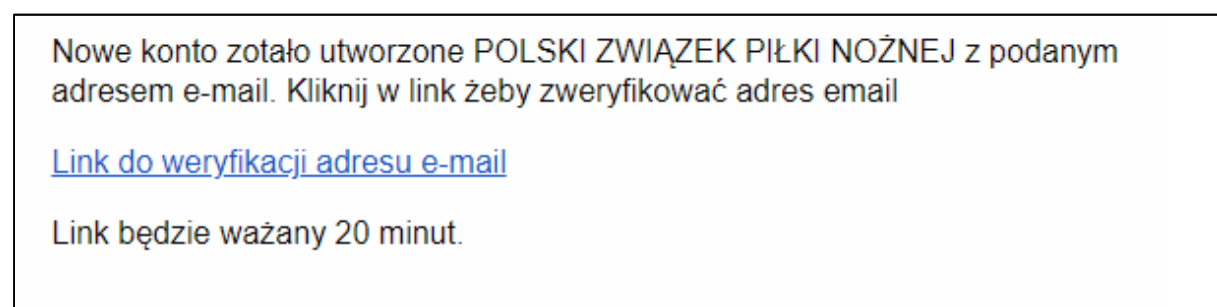 Nowe konto zotało utworzone POLSKI ZWIĄZEK PIŁKI NOŻNEJ z podanym
adresem e-mail. Kliknij w link żeby zweryfikować adres email
Link do weryfikacji adresu e-mail
Link będzie ważany 20 minut.